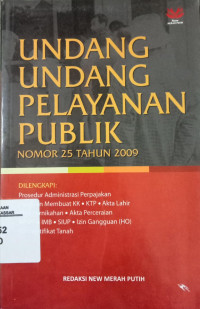 UNDANG
UNDANG
PELAYANAN
PUBLIK
NOMOR 25 TAHUN 2009
DILENGKAPI:
Prosedur Administrasi Perpajakan
Membuat KK • KTP • Akta Lahir
Akta Perceraian
IMB • SIUP • Izin Gangguan (HO)
Tanah
REDAKSI NEW MERAH PUTIH